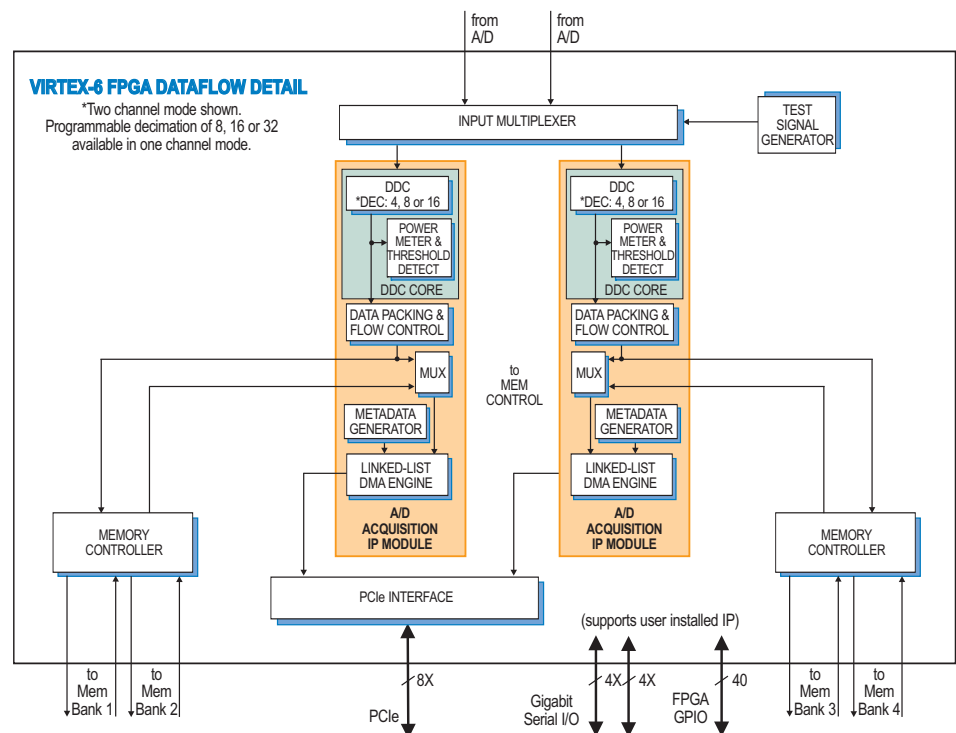 from
A/D
from
A/D
VIRTEX-6 FPGA DATAFLOW DETAIL
*Two channel mode shown.
Programmable decimation of 8, 16 or 32
available in one channel mode.
INPUT MULTIPLEXER
TEST
SIGNAL
GENERATOR
DDC
*DEC: 4, 8 or 16
POWER
METER &
THRESHOLD
DETECT
DDC CORE
DATA PACKING &
FLOW CONTROL
MUX
METADATA
GENERATOR
LINKED-LIST
DMA ENGINE
A/D
ACQUISITION
IP MODULE
to
MEM
CONTROL
DDC
*DEC: 4, 8 or 16
POWER
METER &
THRESHOLD
DETECT
DDC CORE
DATA PACKING &
FLOW CONTROL
MUX
METADATA
GENERATOR
LINKED-LIST
DMA ENGINE
A/D
ACQUISITION
IP MODULE
MEMORY
CONTROLLER
MEMORY
CONTROLLER
PCIe INTERFACE
(supports user installed IP)
to
Mem
Bank 1
to
Mem
Bank 2
8X
PCIe
4X
4X
Gigabit
Serial I/O
40
FPGA
GPIO
to
Mem
Bank 3
to
Mem
Bank 4